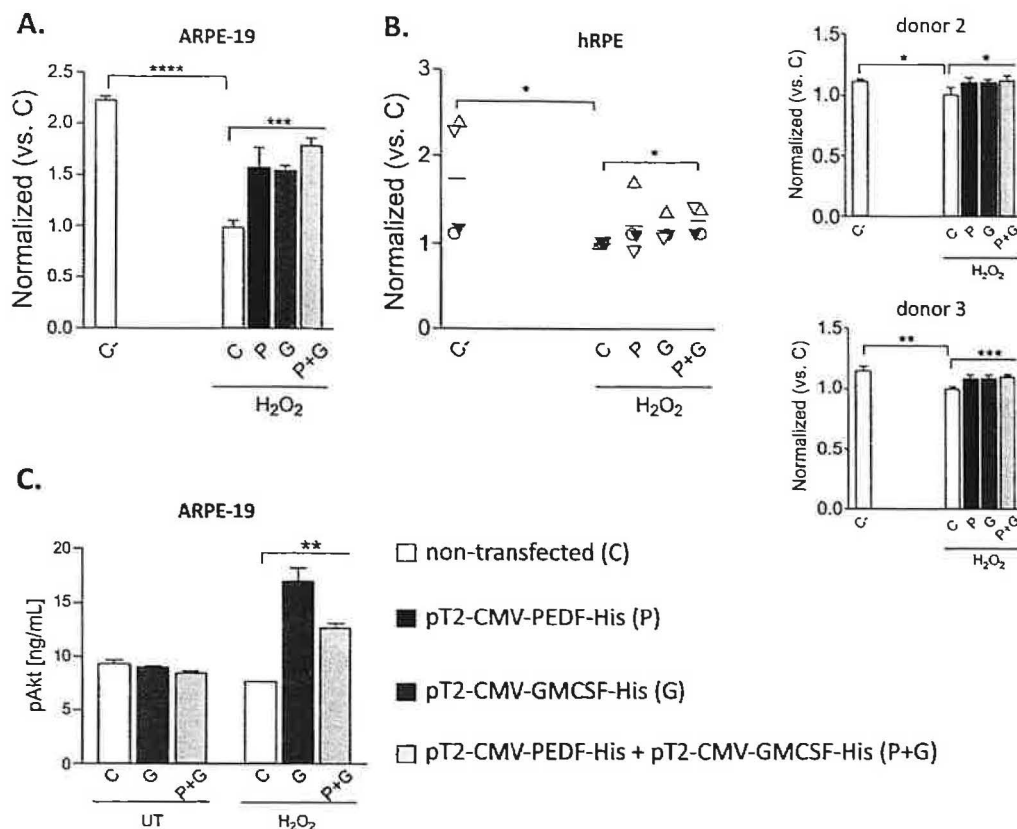 A.
ARPE-19
Normalized (vs. C)
2.5
2.0
1.5
1.0
0.5
0.0
****
***
C-
C
P
G
P+G
H₂O₂
B.
hRPE
Normalized (vs. C)
3
2
1
0
*
*
C-
C
P
G
P+G
H₂O₂
donor 2
Normalized (vs. C)
1.5
1.0
0.5
0.0
*
*
C-
C
P
G
P+G
H₂O₂
donor 3
Normalized (vs. C)
1.5
1.0
0.5
0.0
**
***
C-
C
P
G
P+G
H₂O₂
C.
ARPE-19
pAkt [ng/mL]
20
15
10
5
0
**
C
G
P+G
UT
C
G
P+G
H₂O₂
non-transfected (C)
pT2-CMV-PEDF-His (P)
pT2-CMV-GMCSF-His (G)
pT2-CMV-PEDF-His + pT2-CMV-GMCSF-His (P+G)